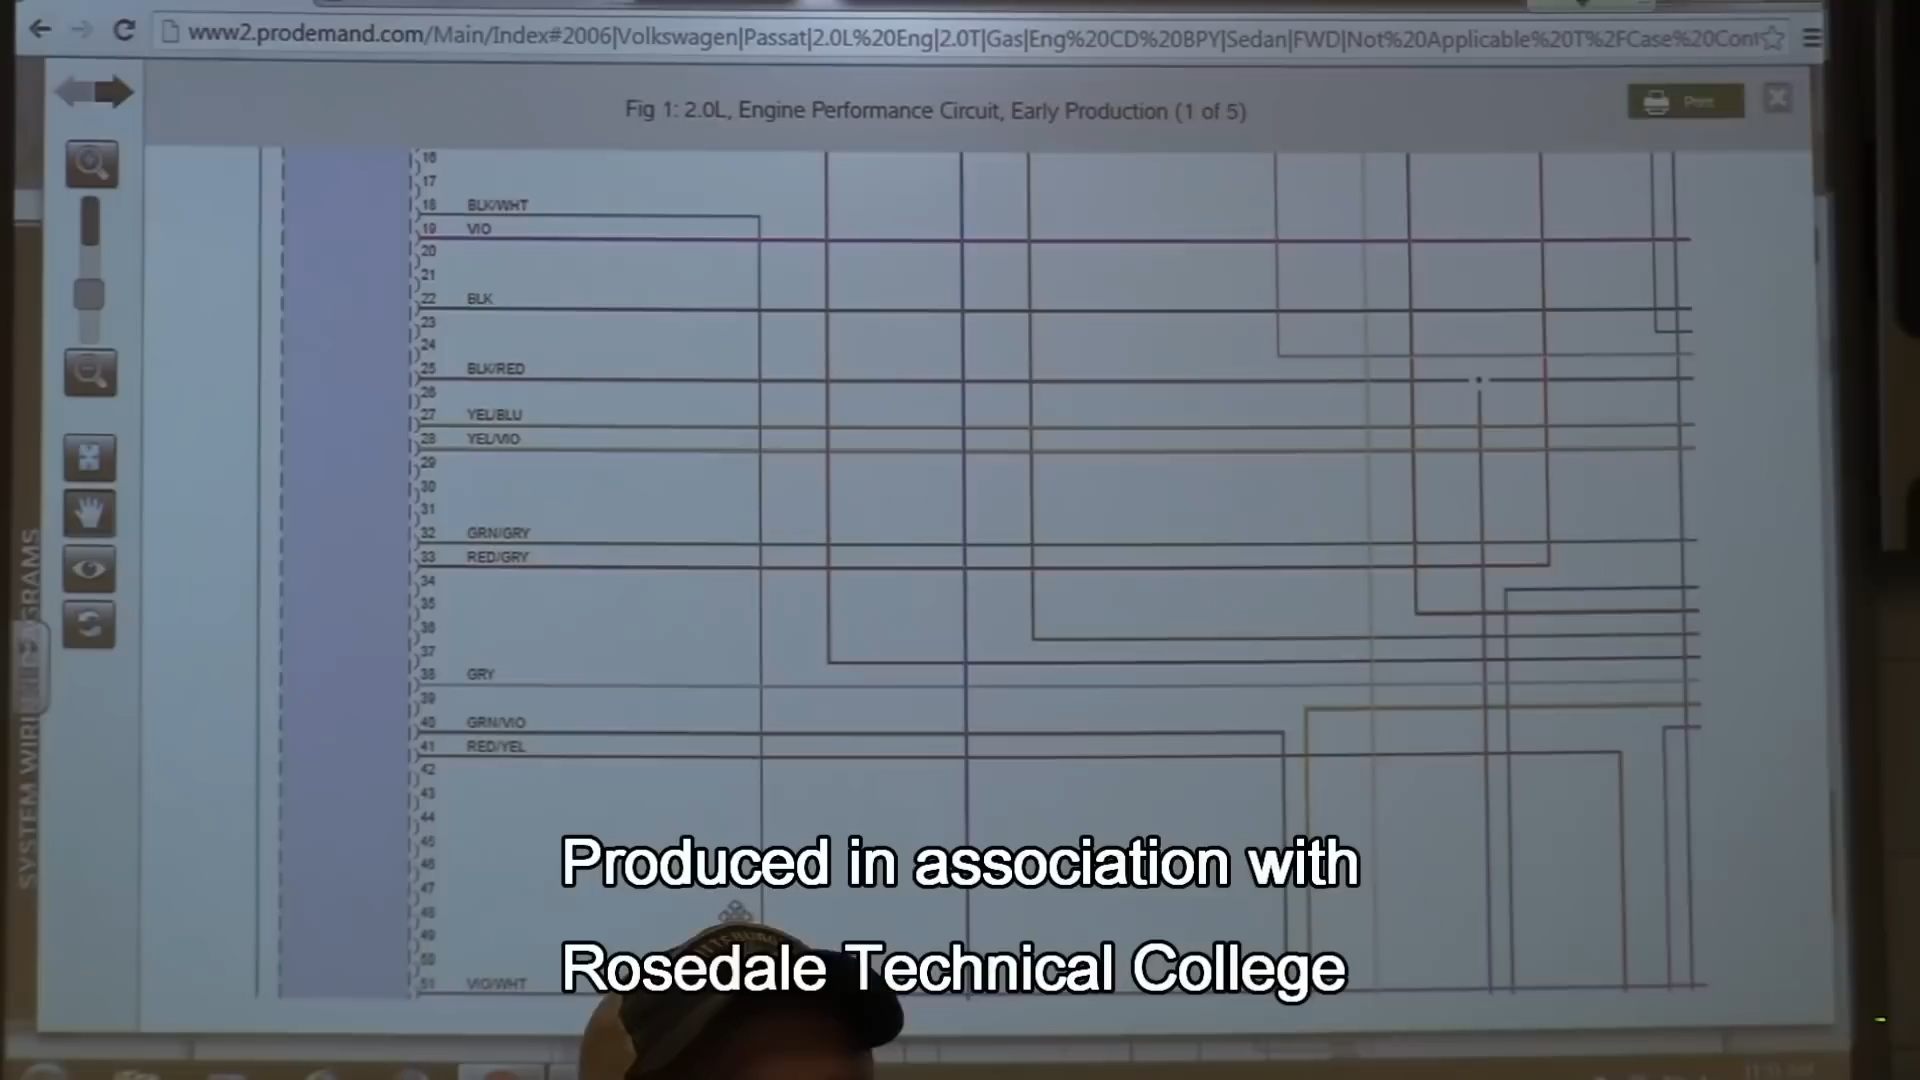 www2.prodemand.com/Main/Index#2006|Volkswagen|Passat|2.0L%20Eng|2.0T|Gas|Eng%20CD%20BPY|Sedan|FWD|Not%20Applicable%20T%2FCase%20Cont
Fig 1: 2.0L, Engine Performance Circuit, Early Production (1 of 5)
Print
16
17
18 BLK/WHT
19 VIO
20
21
22 BLK
23
24
25 BLK/RED
26
27 YEL/BLU
28 YEL/VIO
29
30
31
32 GRN/GRY
33 RED/GRY
34
35
36
37
38 GRY
39
40 GRN/VIO
41 RED/YEL
42
43
44
45
46
47
48
49
50
51 VIO/WHT
Produced in association with
Rosedale Technical College